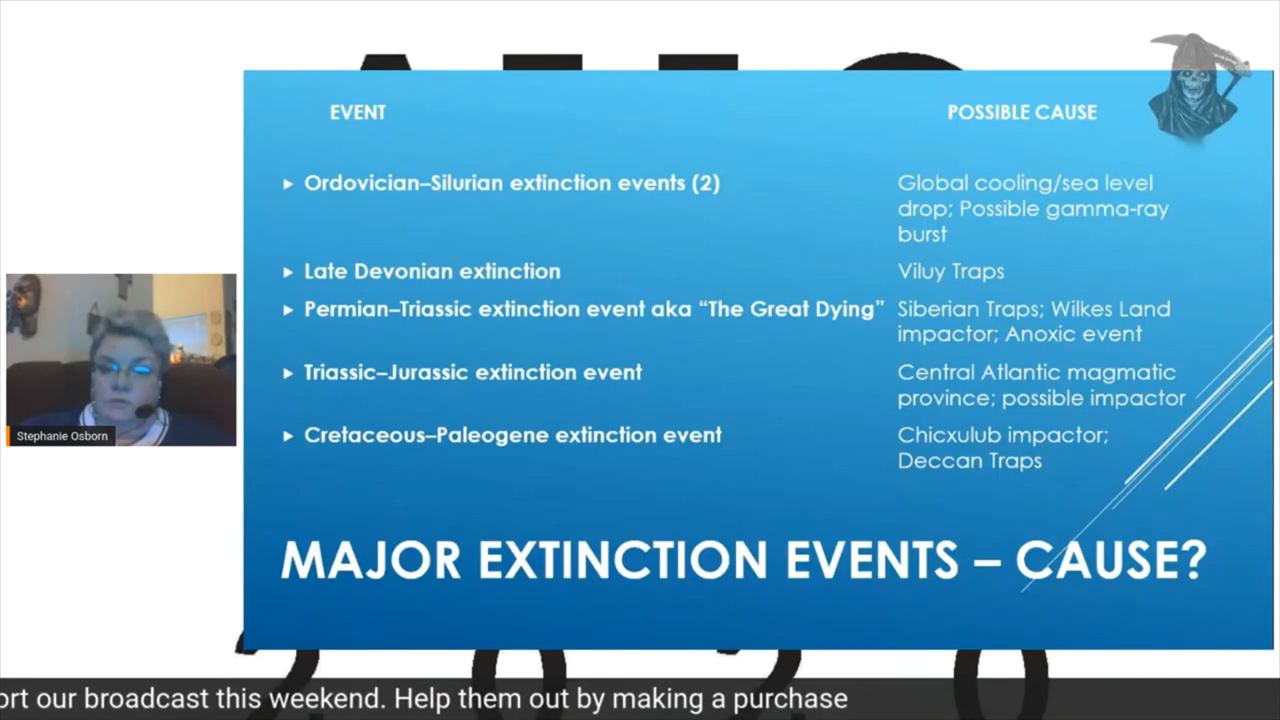 EVENT
POSSIBLE CAUSE
Ordovician–Silurian extinction events (2)
Global cooling/sea level
drop; Possible gamma-ray
burst
Late Devonian extinction
Viluy Traps
Permian–Triassic extinction event aka “The Great Dying”
Siberian Traps; Wilkes Land
impactor; Anoxic event
Triassic–Jurassic extinction event
Central Atlantic magmatic
province; possible impactor
Cretaceous–Paleogene extinction event
Chicxulub impactor;
Deccan Traps
MAJOR EXTINCTION EVENTS – CAUSE?
Stephanie Osborn
2020
our broadcast this weekend. Help them out by making a purchase